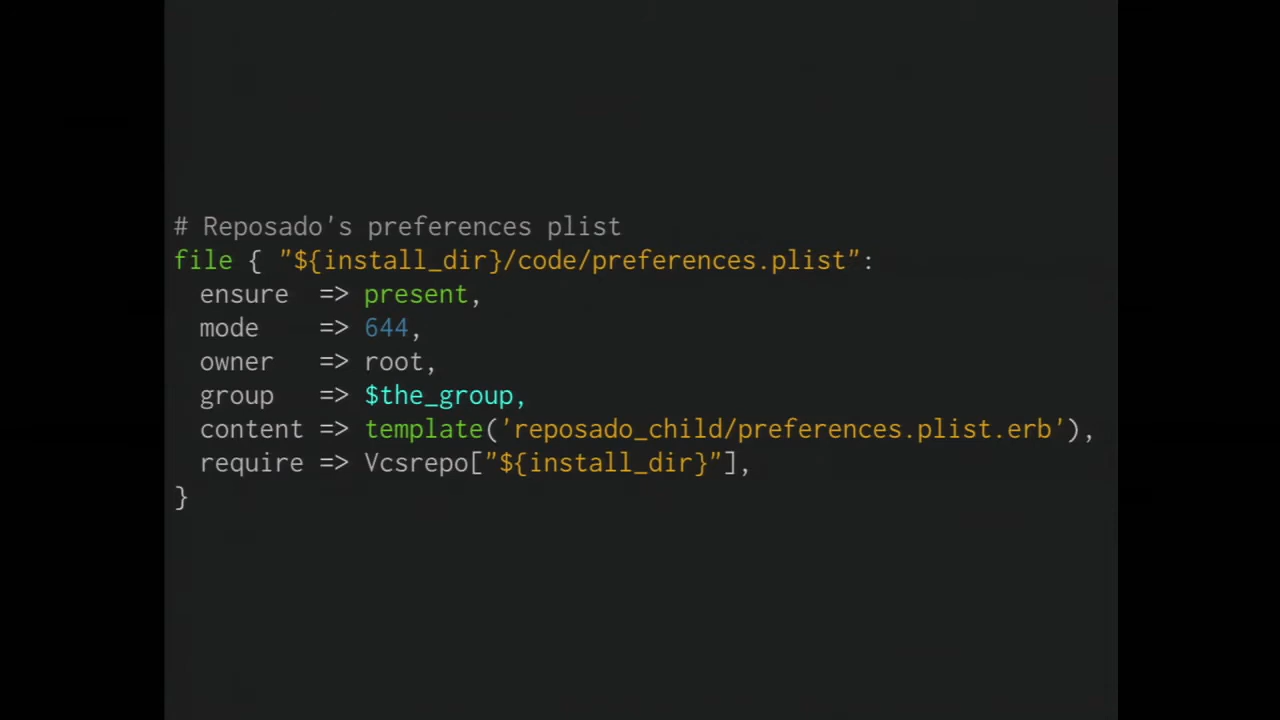 # Reposado's preferences plist
file { "${install_dir}/code/preferences.plist":
  ensure  => present,
  mode    => 644,
  owner   => root,
  group   => $the_group,
  content => template('reposado_child/preferences.plist.erb'),
  require => Vcsrepo["${install_dir}"],
}